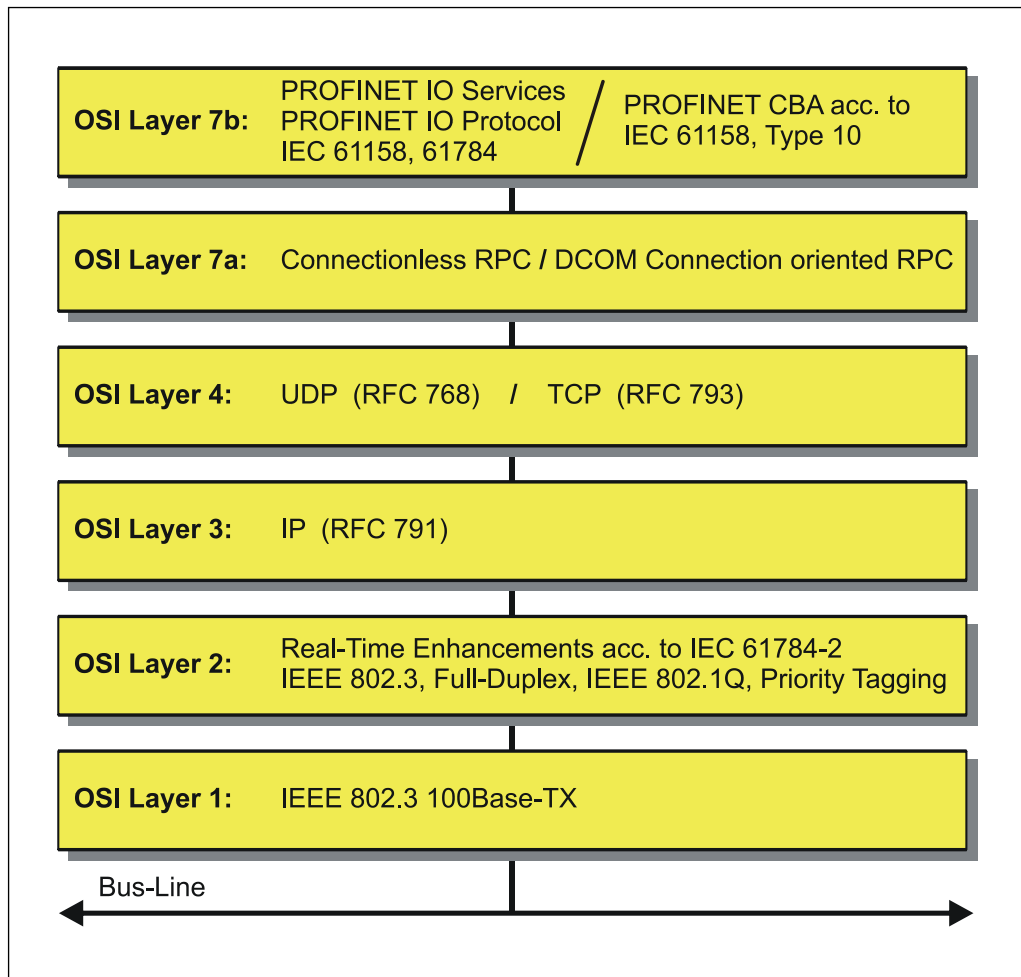 OSI Layer 7b:
PROFINET IO Services
PROFINET IO Protocol
IEC 61158, 61784
/
PROFINET CBA acc. to
IEC 61158, Type 10
OSI Layer 7a: Connectionless RPC / DCOM Connection oriented RPC
OSI Layer 4: UDP (RFC 768) / TCP (RFC 793)
OSI Layer 3: IP (RFC 791)
OSI Layer 2:
Real-Time Enhancements acc. to IEC 61784-2
IEEE 802.3, Full-Duplex, IEEE 802.1Q, Priority Tagging
OSI Layer 1: IEEE 802.3 100Base-TX
Bus-Line